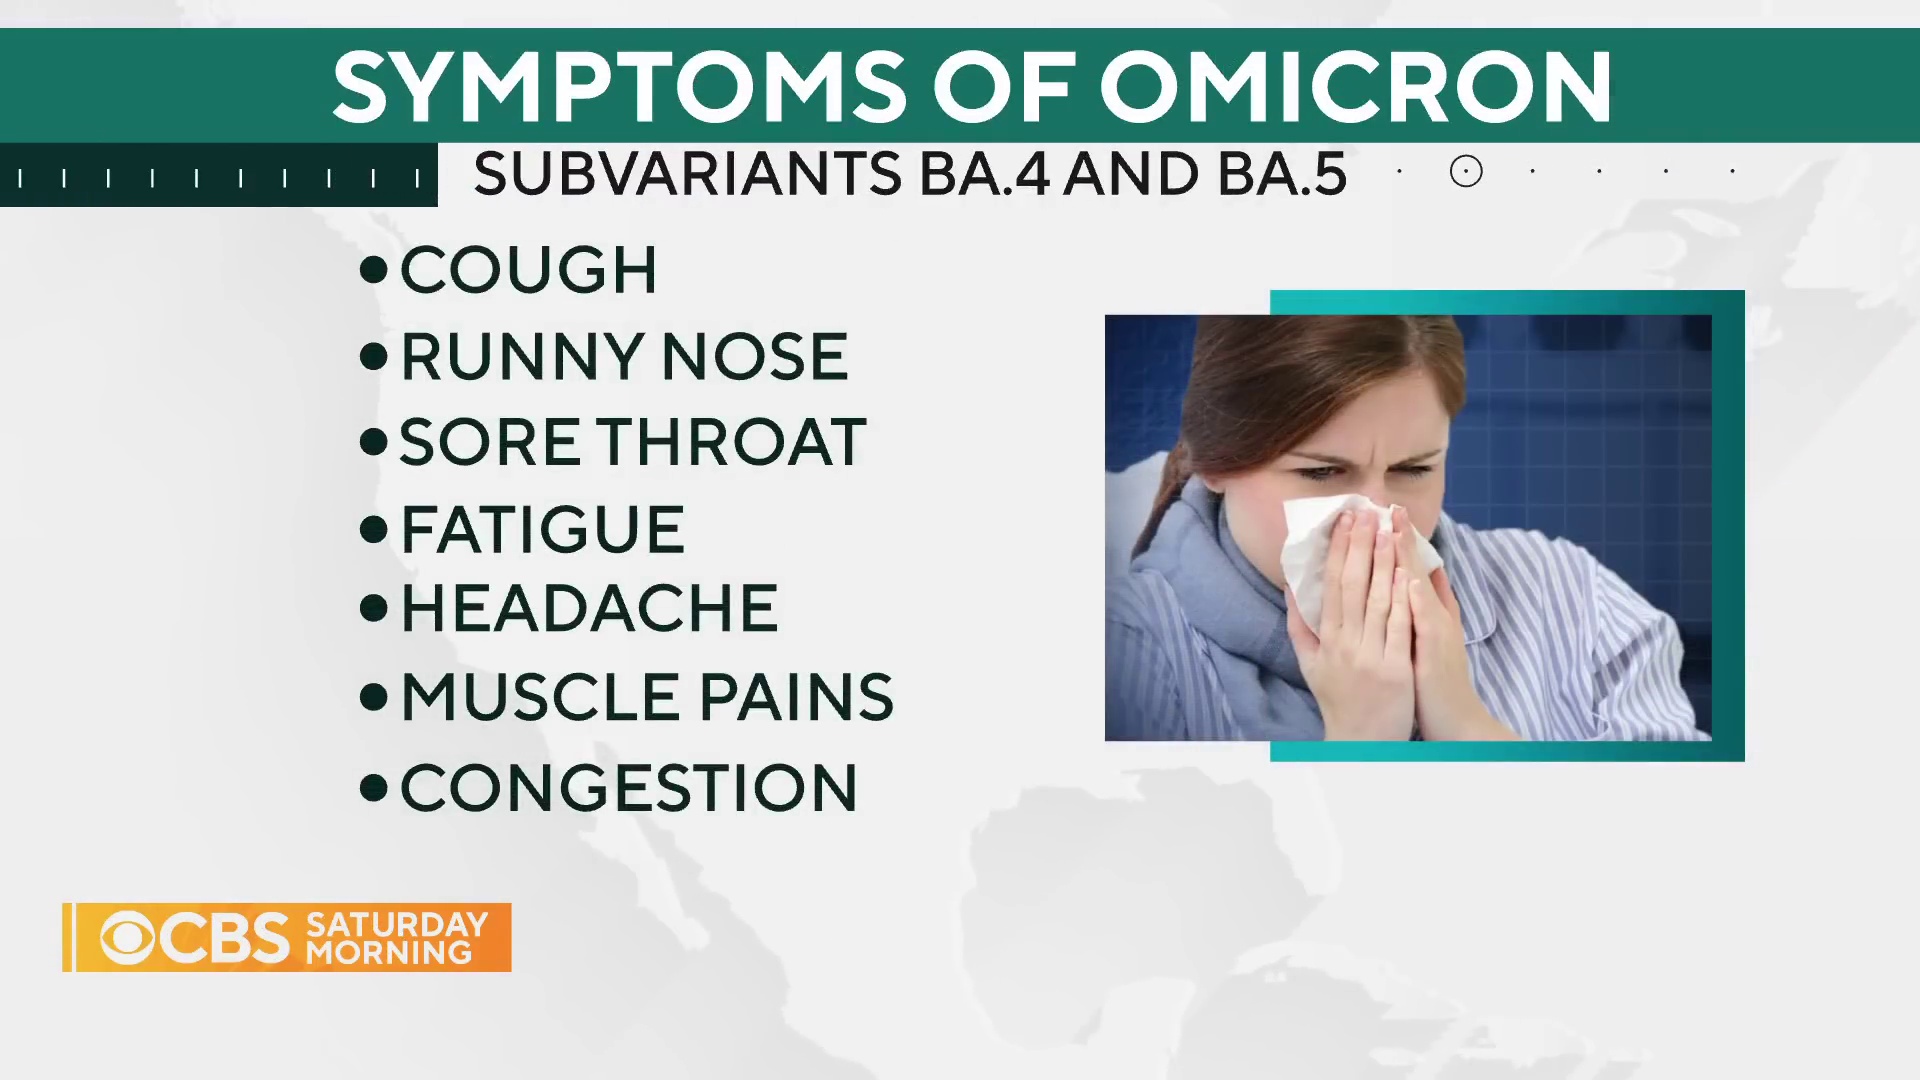 SYMPTOMS OF OMICRON
SUBVARIANTS BA.4 AND BA.5
•COUGH
•RUNNY NOSE
•SORE THROAT
•FATIGUE
•HEADACHE
•MUSCLE PAINS
•CONGESTION
CBS SATURDAY
MORNING